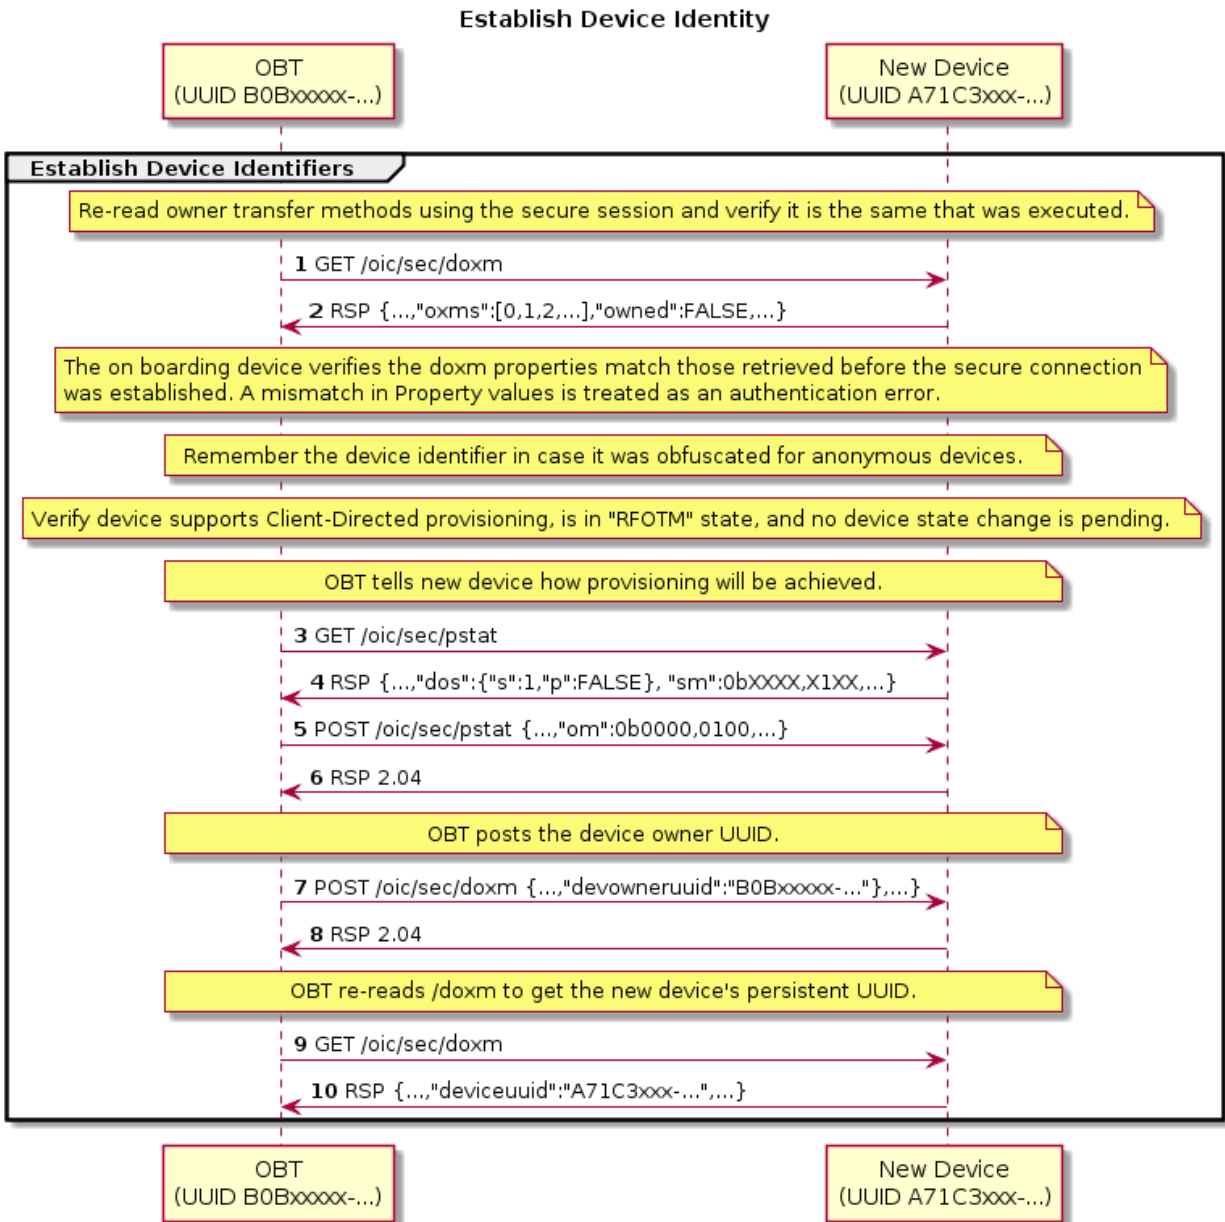 Establish Device Identity
OBT
(UUID B0Bxxxxx-...)
New Device
(UUID A71C3xxx-...)
Establish Device Identifiers
Re-read owner transfer methods using the secure session and verify it is the same that was executed.
1 GET /oic/sec/doxm
2 RSP {...,"oxms":[0,1,2,...],"owned":FALSE,...}
The on boarding device verifies the doxm properties match those retrieved before the secure connection
was established. A mismatch in Property values is treated as an authentication error.
Remember the device identifier in case it was obfuscated for anonymous devices.
Verify device supports Client-Directed provisioning, is in "RFOTM" state, and no device state change is pending.
OBT tells new device how provisioning will be achieved.
3 GET /oic/sec/pstat
4 RSP {...,"dos":{"s":1,"p":FALSE}, "sm":0bXXXX,X1XX,...}
5 POST /oic/sec/pstat {...,"om":0b0000,0100,...}
6 RSP 2.04
OBT posts the device owner UUID.
7 POST /oic/sec/doxm {...,"devowneruuid":"B0Bxxxxx-..."},...}
8 RSP 2.04
OBT re-reads /doxm to get the new device's persistent UUID.
9 GET /oic/sec/doxm
10 RSP {...,"deviceuuid":"A71C3xxx-...",...}
OBT
(UUID B0Bxxxxx-...)
New Device
(UUID A71C3xxx-...)